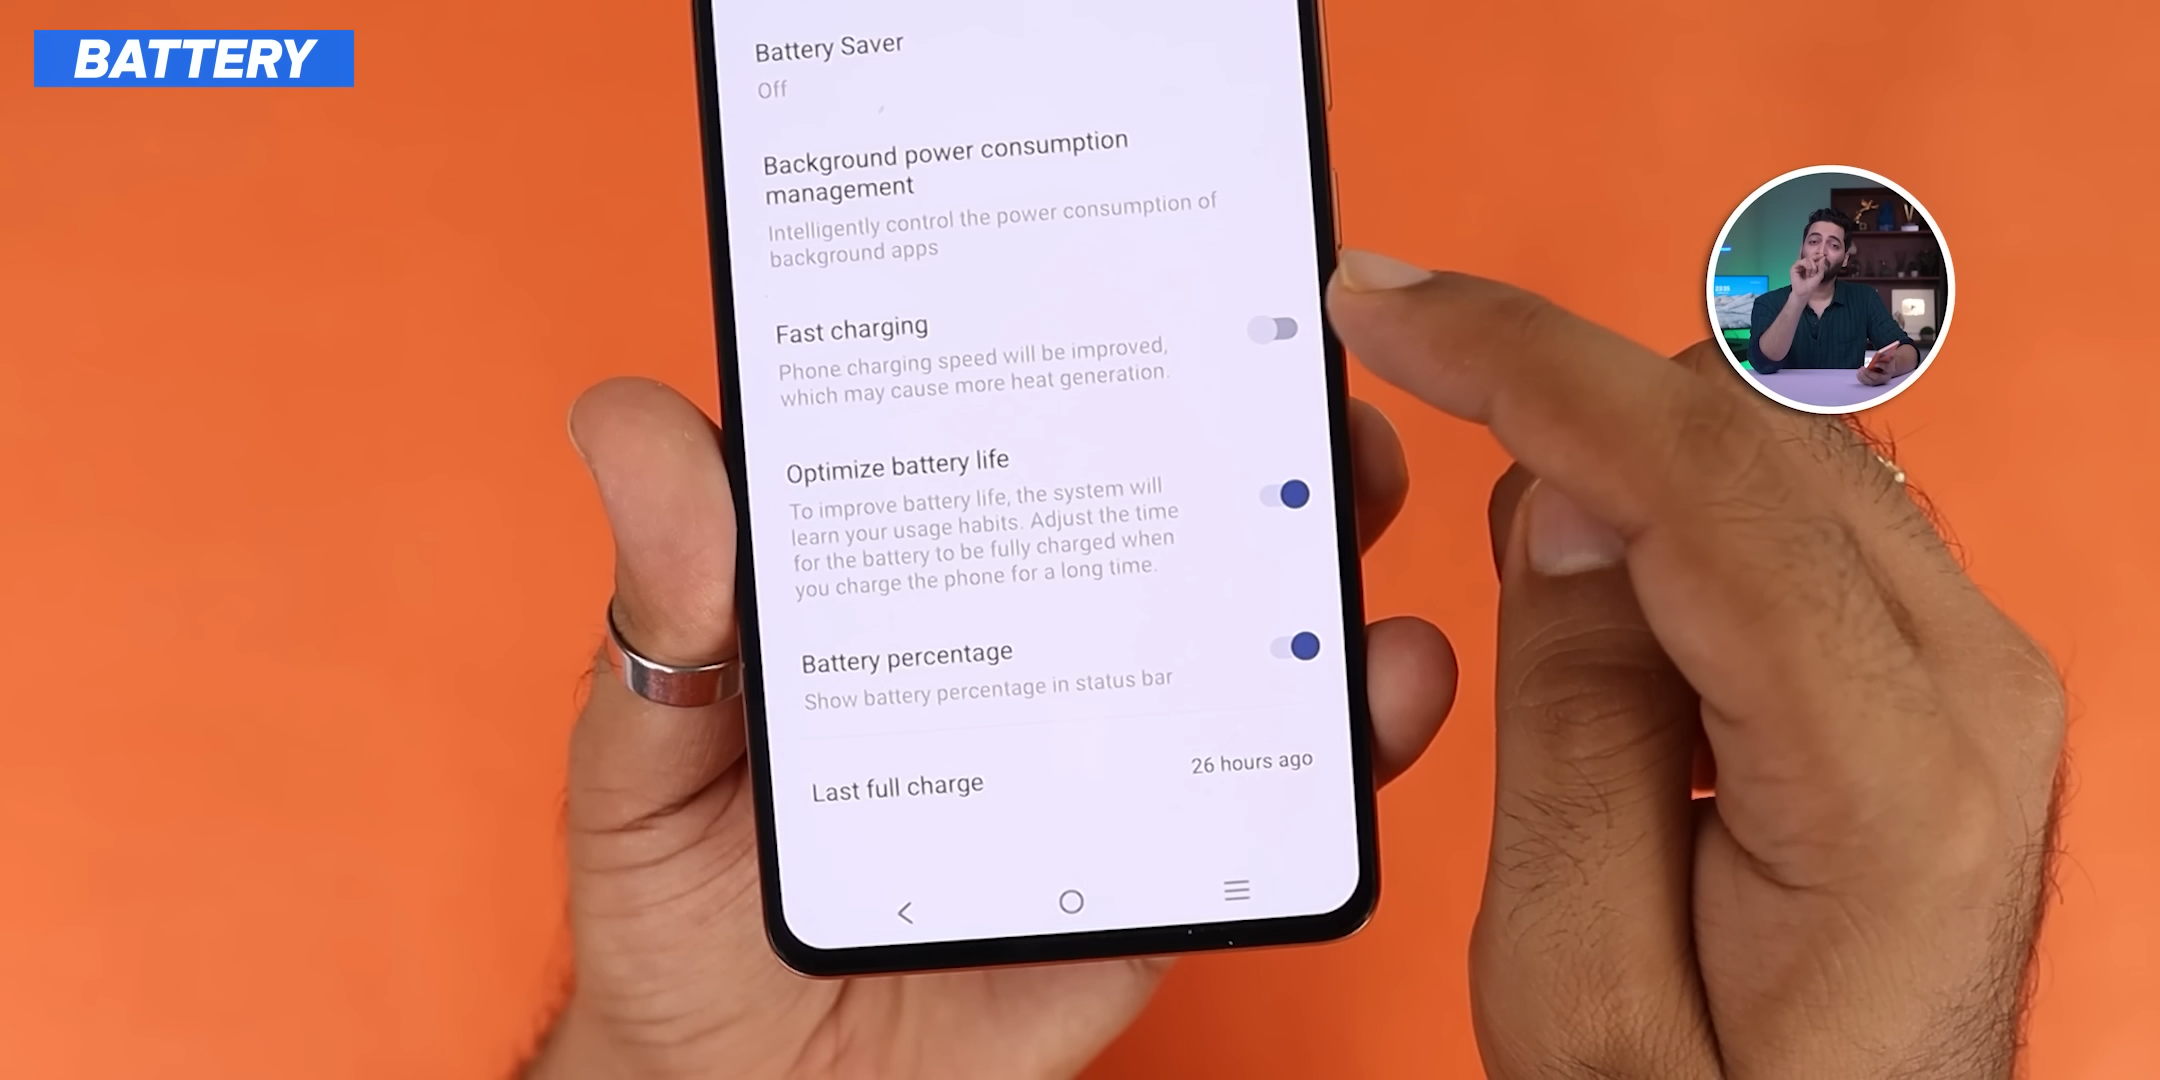 BATTERY
Battery Saver
Off
Background power consumption
management
Intelligently control the power consumption of
background apps
Fast charging
Phone charging speed will be improved,
which may cause more heat generation.
Optimize battery life
To improve battery life, the system will
learn your usage habits. Adjust the time
for the battery to be fully charged when
you charge the phone for a long time.
Battery percentage
Show battery percentage in status bar
Last full charge
26 hours ago